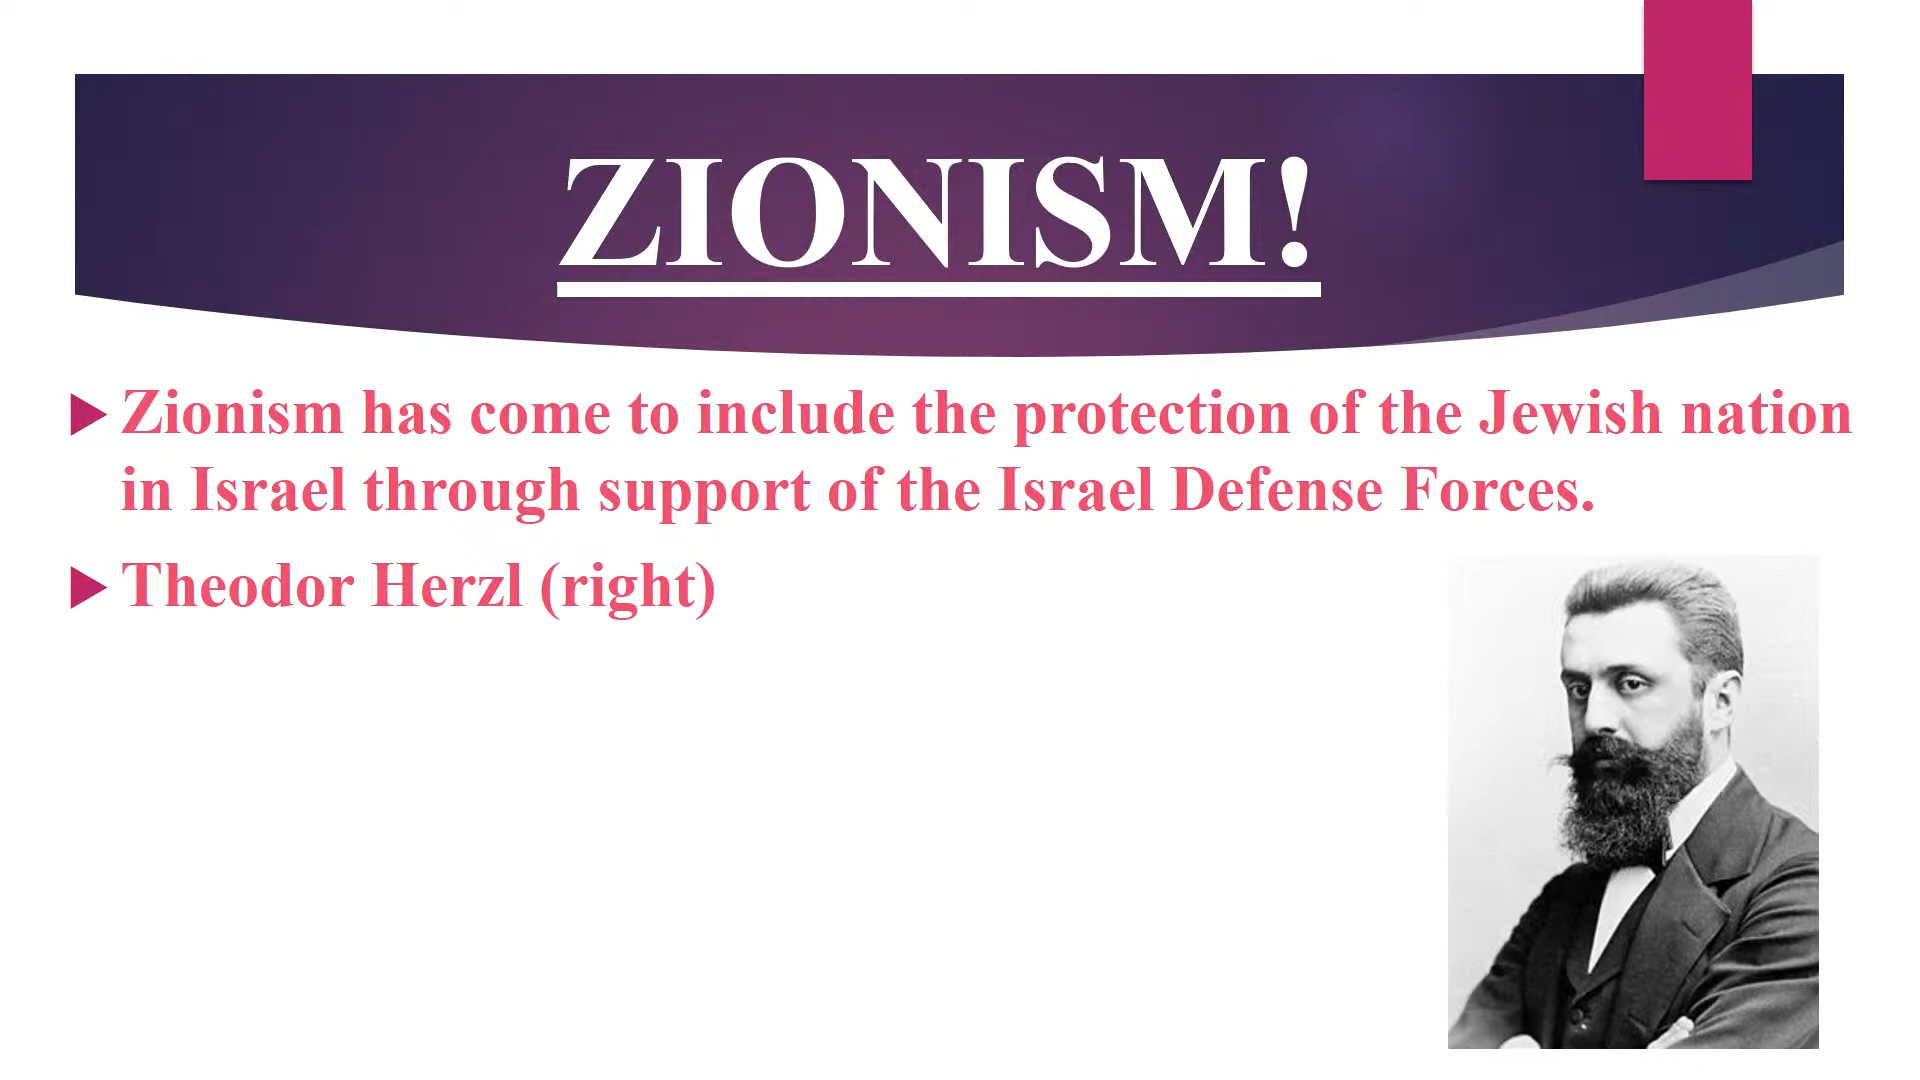 ZIONISM!
Zionism has come to include the protection of the Jewish nation
in Israel through support of the Israel Defense Forces.
Theodor Herzl (right)